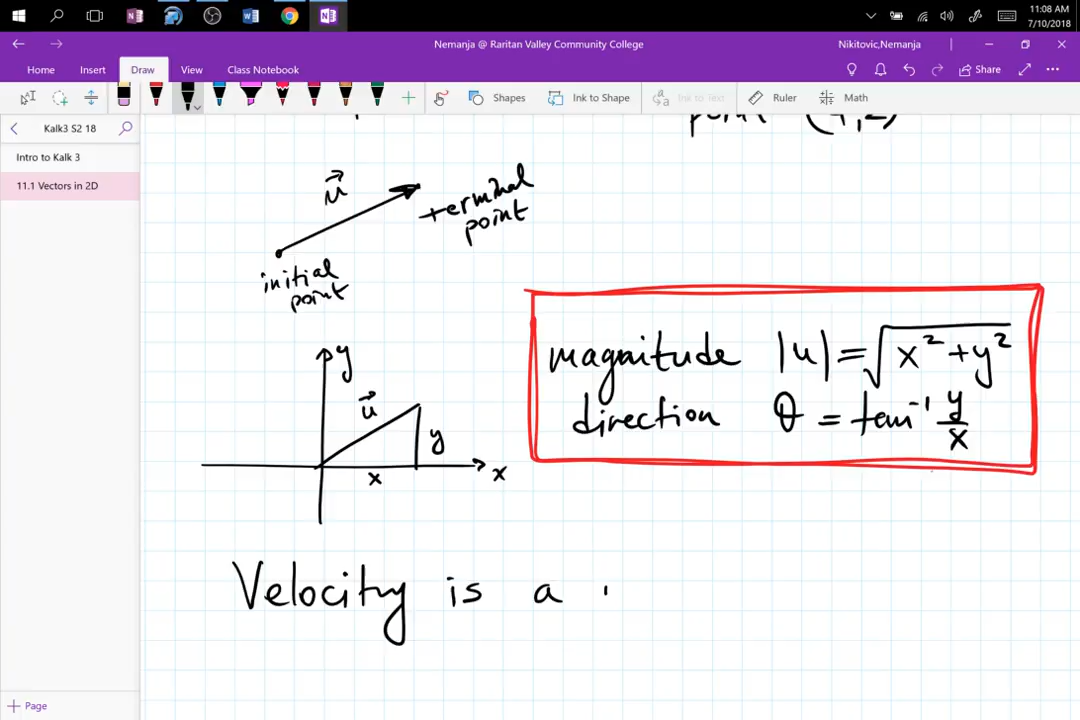 11:08 AM
7/10/2018
Nemanja @ Raritan Valley Community College
Nikitovic,Nemanja
Home Insert Draw View Class Notebook
Share
Shapes Ink to Shape Ink to Text Ruler Math
Kalk3 S2 18
Intro to Kalk 3
11.1 Vectors in 2D
Page
u⃗
terminal
point
initial
point
y
u⃗
y
x
x
magnitude |u| = √(x² + y²)
direction θ = tan⁻¹ y/x
Velocity is a